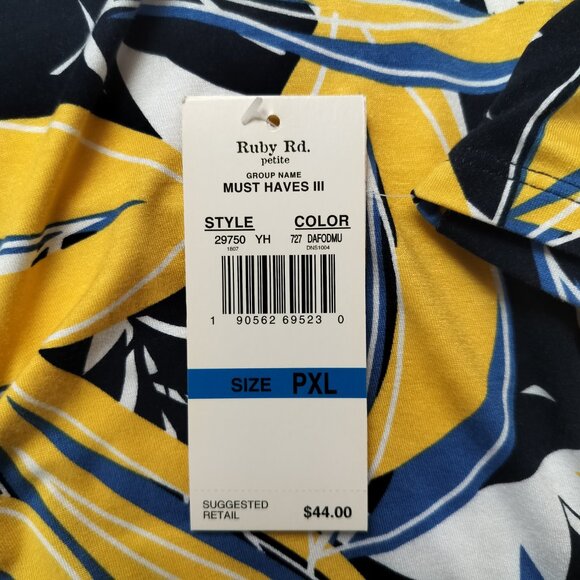 Ruby Rd.
petite
GROUP NAME
MUST HAVES III
STYLE COLOR
29750 YH 727 DAFODMU
1807 DNS1004
1 90562 69523 0
SIZE PXL
SUGGESTED
RETAIL $44.00